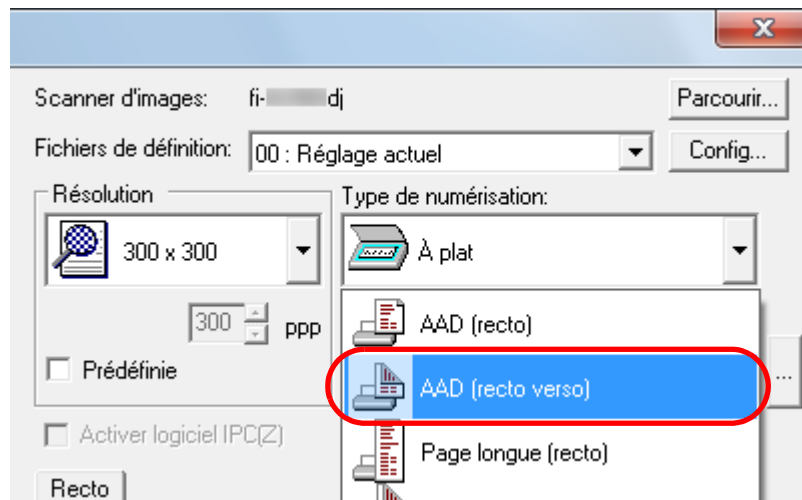 Scanner d'images: fi- dj Parcourir...
Fichiers de définition: 00 : Réglage actuel Config...
Résolution Type de numérisation:
300 x 300 À plat
300 ppp AAD (recto)
Prédéfinie AAD (recto verso) ...
Activer logiciel IPC(Z) Page longue (recto)
Recto